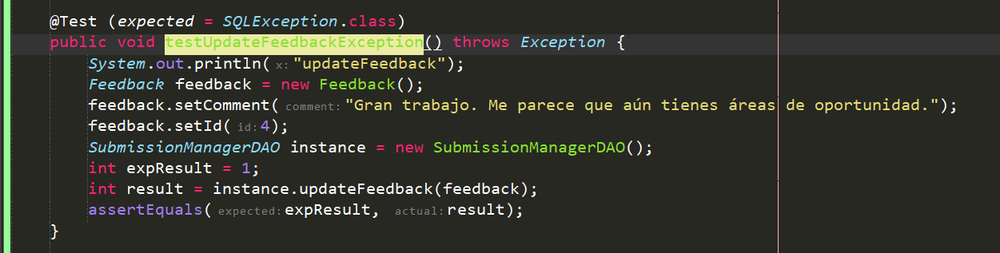 @Test (expected = SQLException.class)
public void testUpdateFeedbackException() throws Exception {
System.out.println( x: "updateFeedback");
Feedback feedback = new Feedback();
feedback.setComment( comment: "Gran trabajo. Me parece que aún tienes áreas de oportunidad.");
feedback.setId( id: 4);
SubmissionManagerDAO instance = new SubmissionManagerDAO();
int expResult = 1;
int result = instance.updateFeedback(feedback);
assertEquals( expected: expResult, actual: result);
}